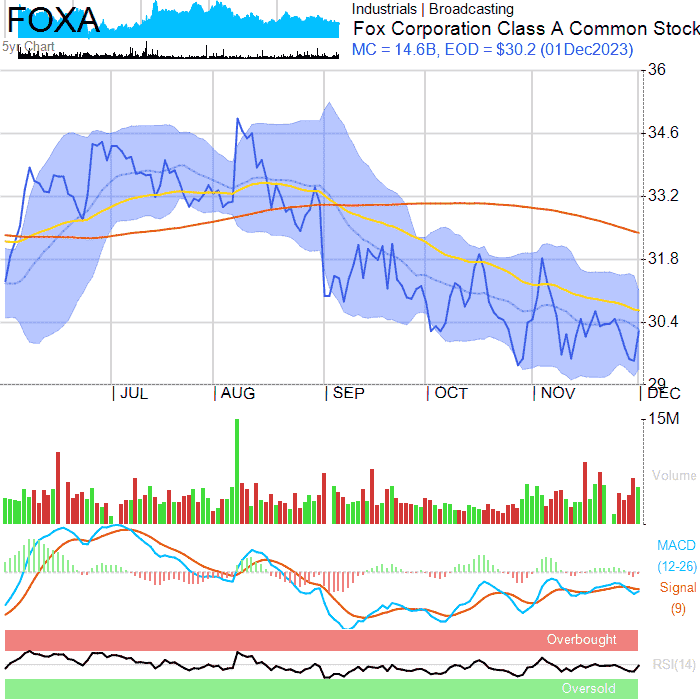 FOXA
5yr Chart
Industrials | Broadcasting
Fox Corporation Class A Common Stock
MC = 14.6B, EOD = $30.2 (01Dec2023)
36
34.6
33.2
31.8
30.4
29
JUL AUG SEP OCT NOV DEC
15M
Volume
MACD
(12-26)
Signal
(9)
Overbought
RSI(14)
Oversold